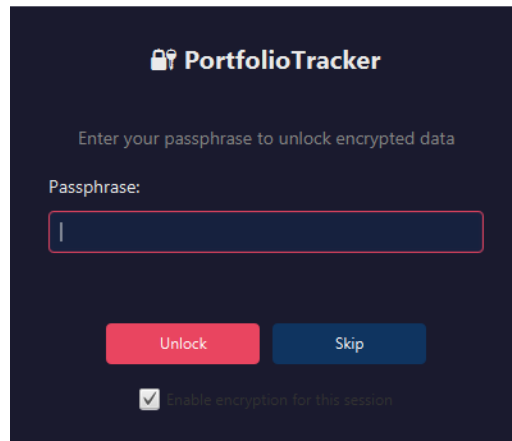 🔐 PortfolioTracker
Enter your passphrase to unlock encrypted data
Passphrase:
Unlock Skip
Enable encryption for this session